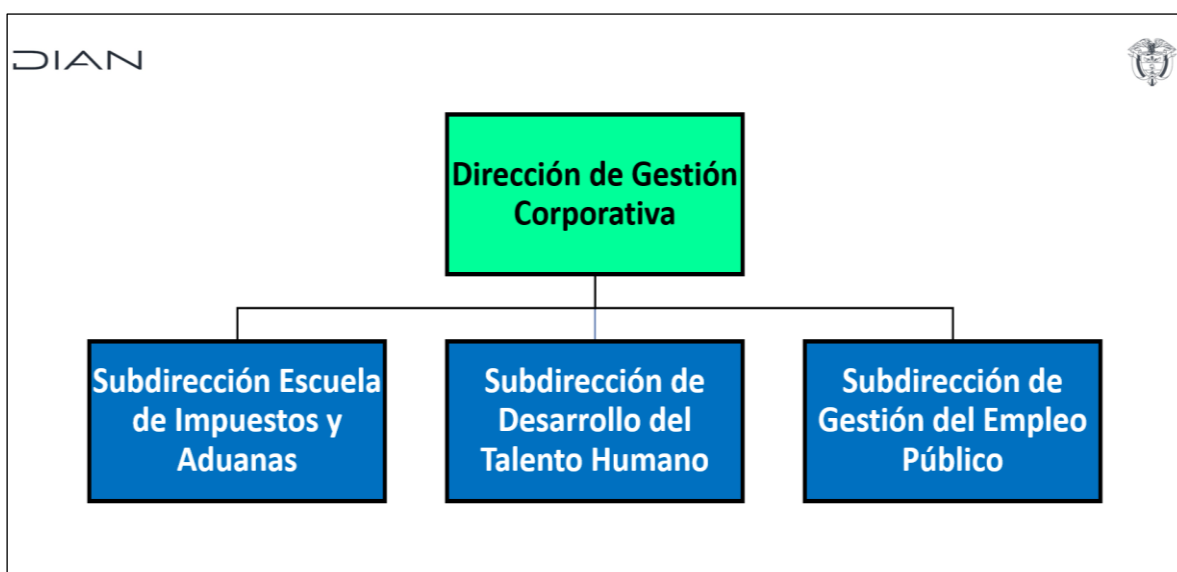 DIAN
Dirección de Gestión
Corporativa
Subdirección Escuela
de Impuestos y
Aduanas
Subdirección de
Desarrollo del
Talento Humano
Subdirección de
Gestión del Empleo
Público